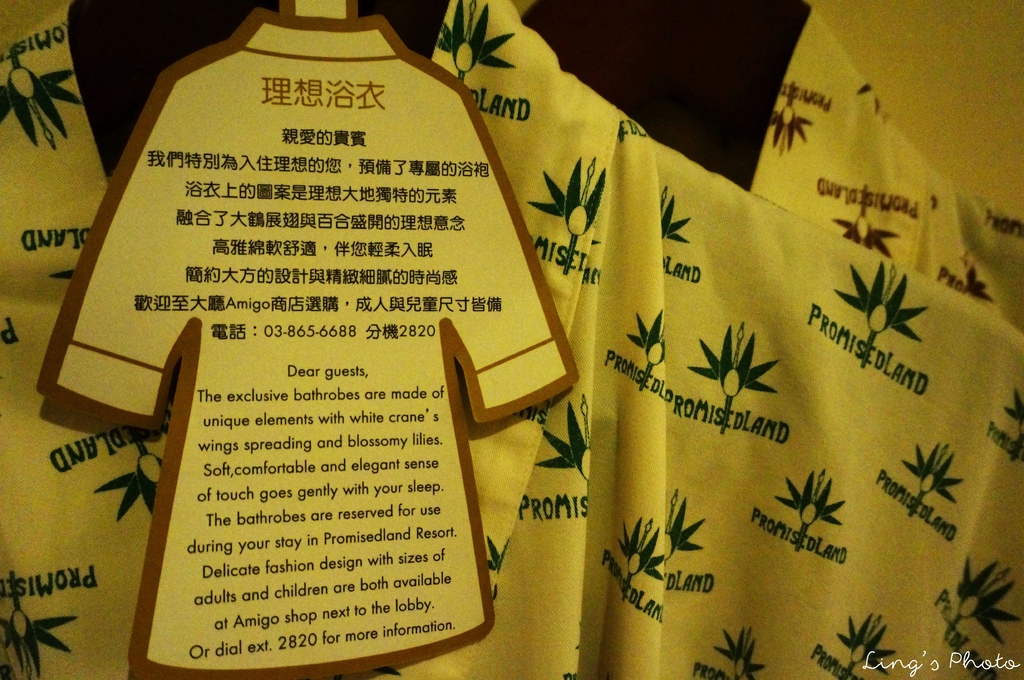 理想浴衣
親愛的貴賓
我們特別為入住理想的您，預備了專屬的浴袍
浴衣上的圖案是理想大地獨特的元素
融合了大鶴展翅與百合盛開的理想意念
高雅綿軟舒適，伴您輕柔入眠
簡約大方的設計與精緻細膩的時尚感
歡迎至大廳Amigo商店選購，成人與兒童尺寸皆備
電話：03-865-6688 分機2820
Dear guests,
The exclusive bathrobes are made of
unique elements with white crane's
wings spreading and blossomy lilies.
Soft,comfortable and elegant sense
of touch goes gently with your sleep.
The bathrobes are reserved for use
during your stay in Promisedland Resort.
Delicate fashion design with sizes of
adults and children are both available
at Amigo shop next to the lobby.
Or dial ext. 2820 for more information.
PROMISEDLAND
PROMISEDLAND
PROMISEDLAND
PROMISEDLAND
PROMISEDLAND
PROMISEDLAND
Ling's Photo